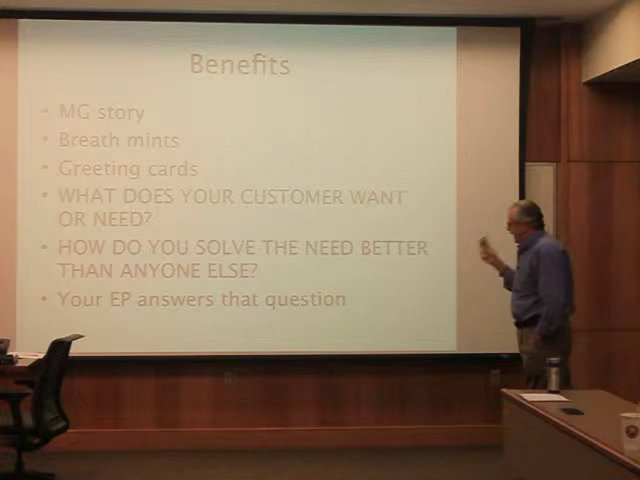 Benefits
• MG story
• Breath mints
• Greeting cards
• WHAT DOES YOUR CUSTOMER WANT
OR NEED?
• HOW DO YOU SOLVE THE NEED BETTER
THAN ANYONE ELSE?
• Your EP answers that question